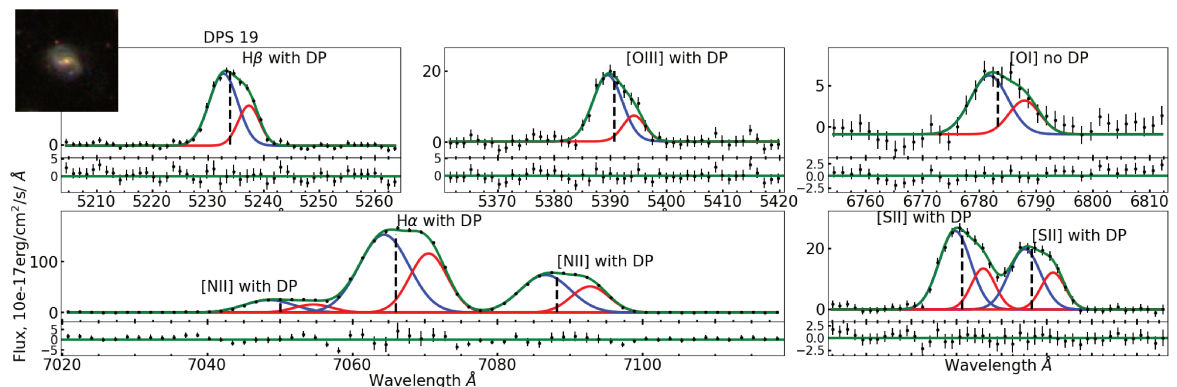 DPS 19
Hβ with DP
[OIII] with DP
[OI] no DP
0
20
0
5
0
5
0
5
0
2.5
0.0
−2.5
5210 5220 5230 5240 5250 5260
5370 5380 5390 5400 5410 5420
6760 6770 6780 6790 6800 6810
Hα with DP
[NII] with DP
[NII] with DP
[SII] with DP
[SII] with DP
100
0
20
0
5
0
−5
2.5
0.0
−2.5
7020 7040 7060 7080 7100
Wavelength Å
Wavelength Å
Flux, 10e-17erg/cm²/s/ Å